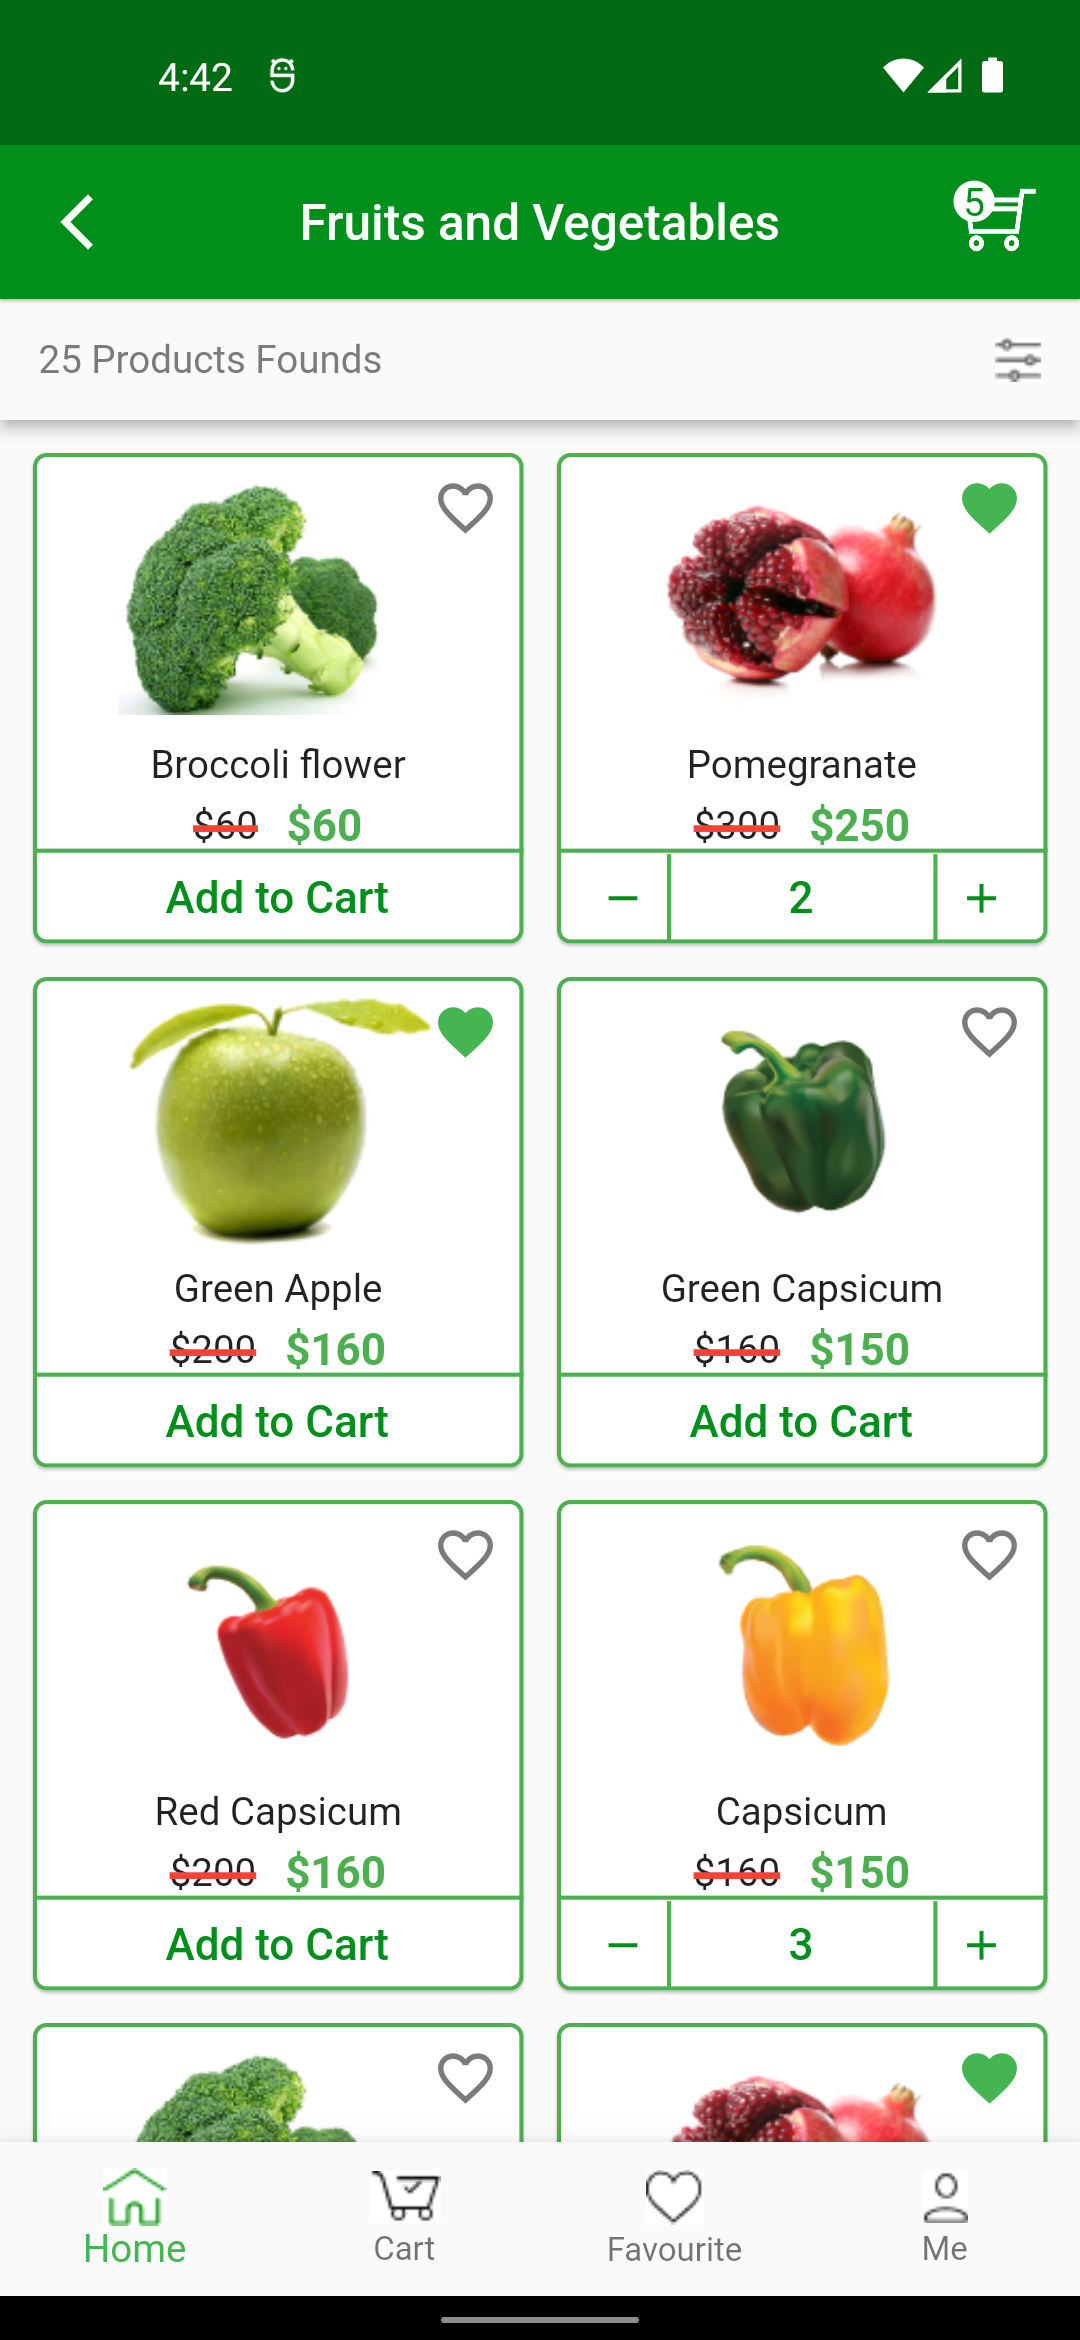 4:42
Fruits and Vegetables
5
25 Products Founds
Broccoli flower
$60 $60
Add to Cart
Pomegranate
$300 $250
2
Green Apple
$200 $160
Add to Cart
Green Capsicum
$160 $150
Add to Cart
Red Capsicum
$200 $160
Add to Cart
Capsicum
$160 $150
3
Home
Cart
Favourite
Me